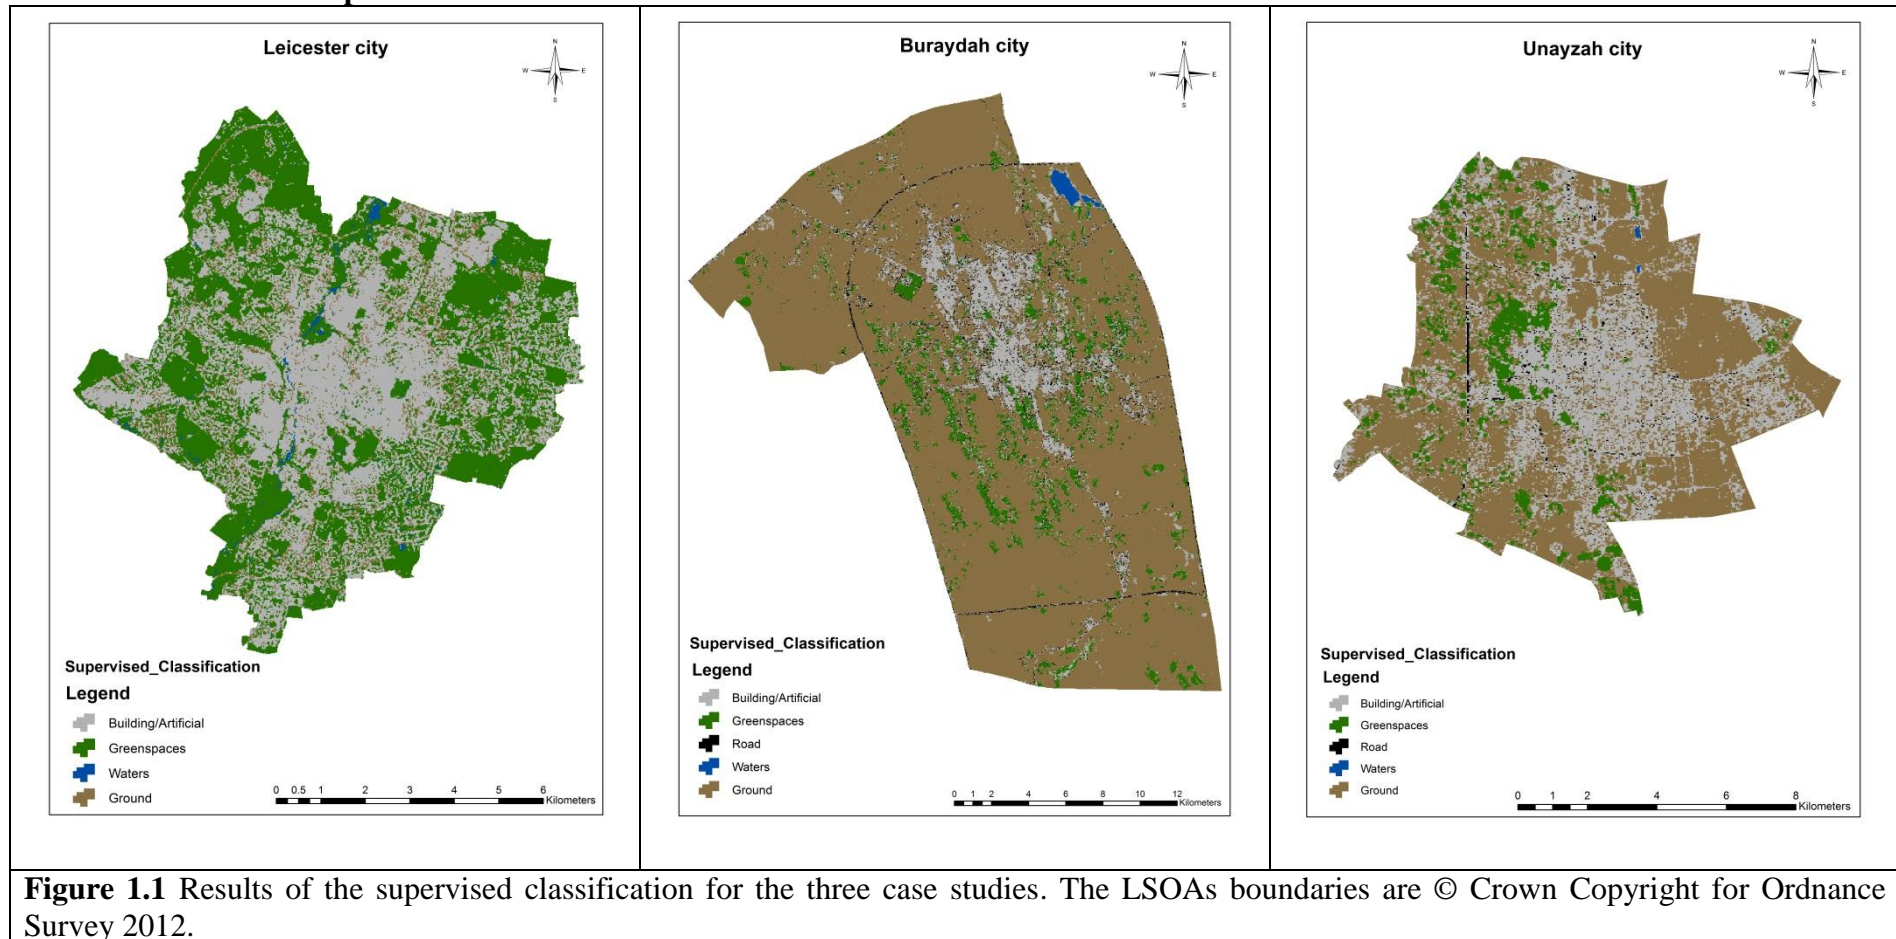 Leicester city
N
W E
S
Supervised_Classification
Legend
Building/Artificial
Greenspaces
Waters
Ground
0 0.5 1 2 3 4 5 6
Kilometers
Buraydah city
N
W E
S
Supervised_Classification
Legend
Building/Artificial
Greenspaces
Road
Waters
Ground
0 1 2 4 6 8 10 12
Kilometers
Unayzah city
N
W E
S
Supervised_Classification
Legend
Building/Artificial
Greenspaces
Road
Waters
Ground
0 1 2 4 6 8
Kilometers
Figure 1.1 Results of the supervised classification for the three case studies. The LSOAs boundaries are © Crown Copyright for Ordnance
Survey 2012.